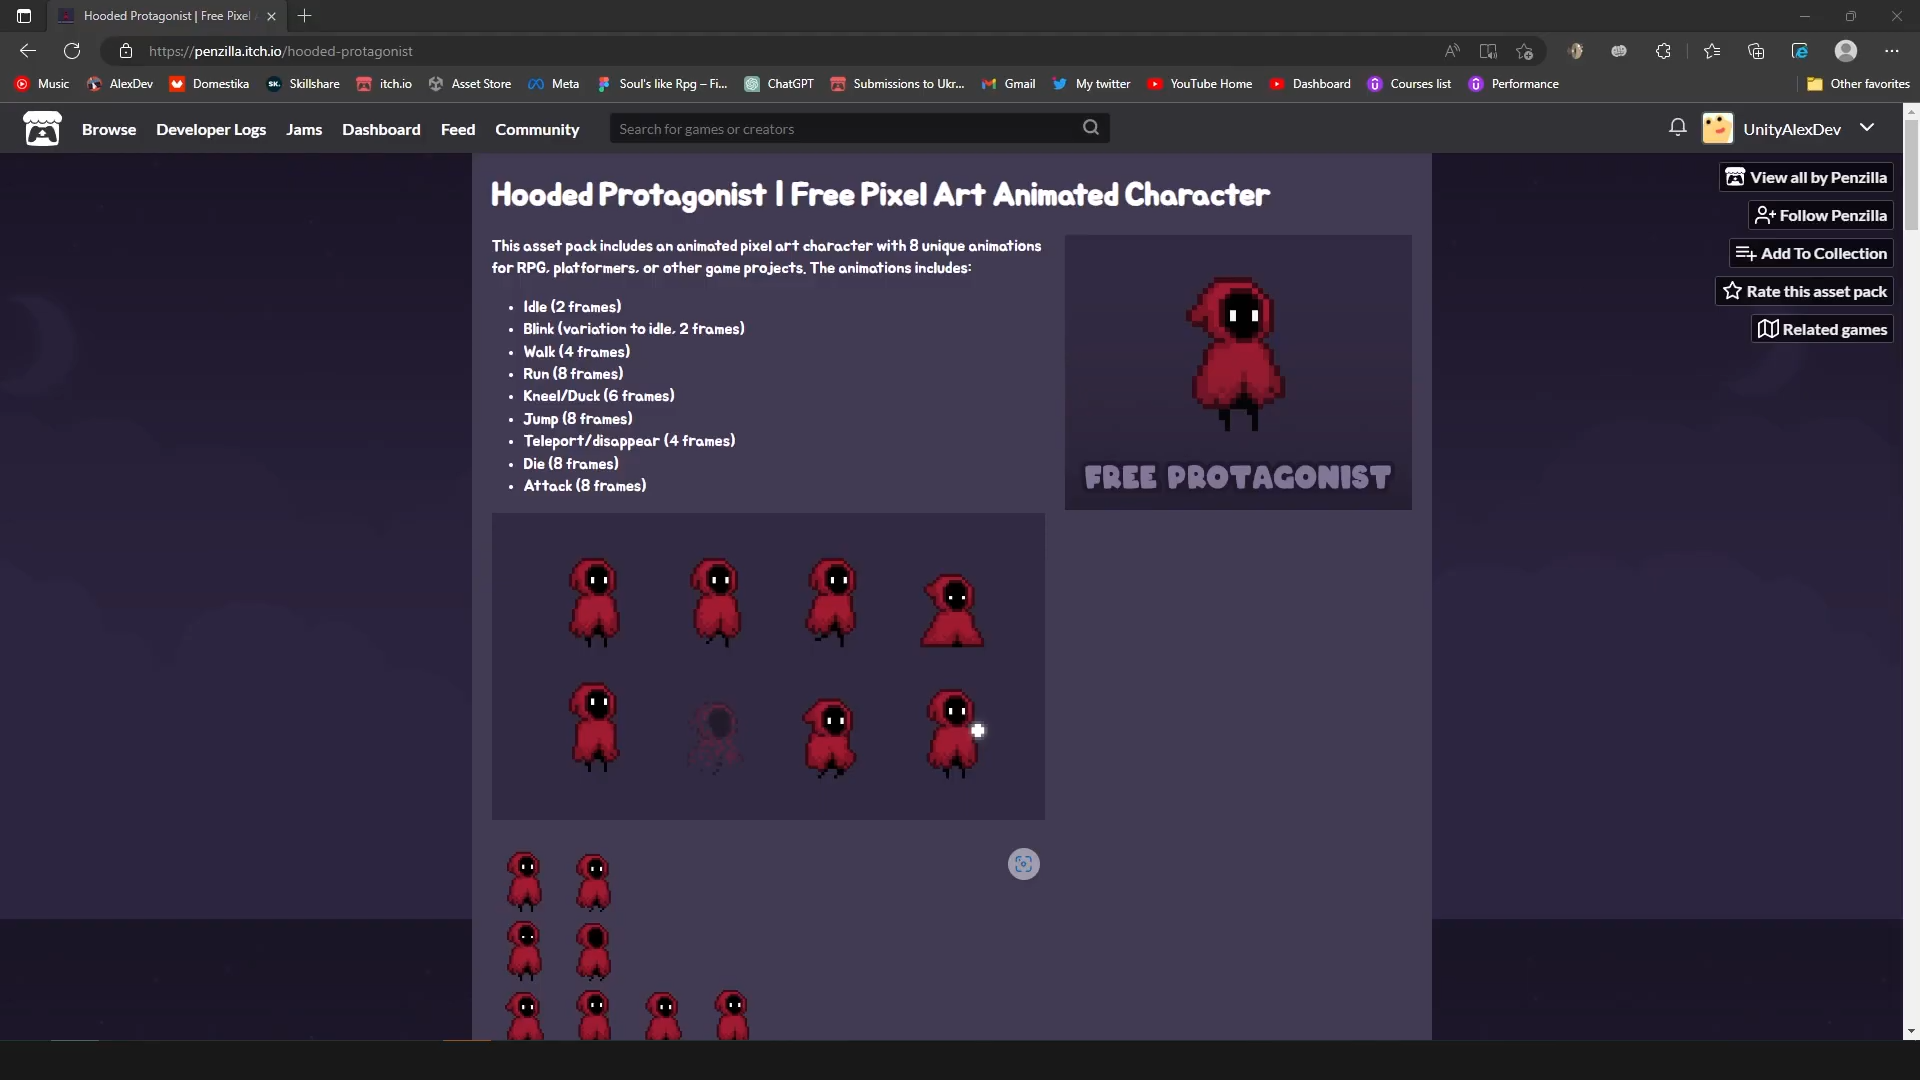 Hooded Protagonist | Free Pixel
https://penzilla.itch.io/hooded-protagonist
Music
AlexDev
Domestika
SK.
Skillshare
itch.io
Asset Store
Meta
Soul's like Rpg – Fi...
ChatGPT
Submissions to Ukr...
Gmail
My twitter
YouTube Home
Dashboard
Courses list
Performance
Other favorites
Browse
Developer Logs
Jams
Dashboard
Feed
Community
Search for games or creators
UnityAlexDev
View all by Penzilla
Follow Penzilla
Add To Collection
Rate this asset pack
Related games
Hooded Protagonist | Free Pixel Art Animated Character
This asset pack includes an animated pixel art character with 8 unique animations
for RPG, platformers, or other game projects. The animations includes:
• Idle (2 frames)
• Blink (variation to idle, 2 frames)
• Walk (4 frames)
• Run (8 frames)
• Kneel/Duck (6 frames)
• Jump (8 frames)
• Teleport/disappear (4 frames)
• Die (8 frames)
• Attack (8 frames)
FREE PROTAGONIST